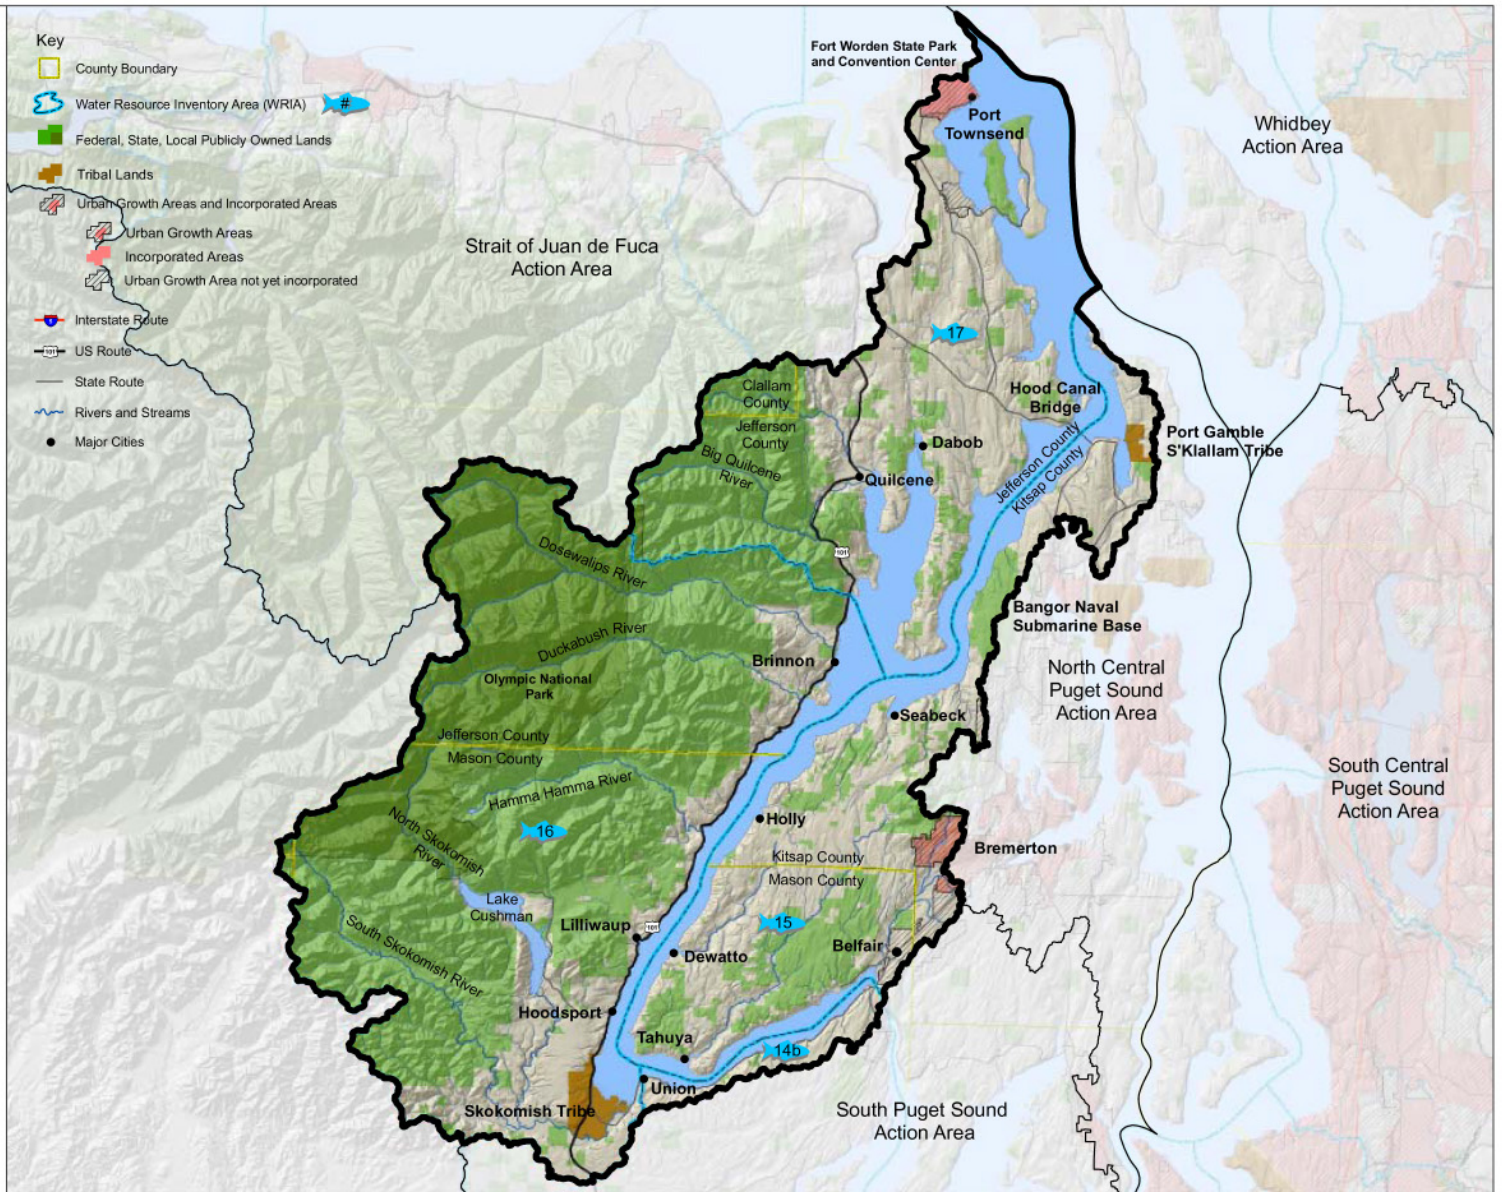 Key
County Boundary
Water Resource Inventory Area (WRIA)
#
Federal, State, Local Publicly Owned Lands
Tribal Lands
Urban Growth Areas and Incorporated Areas
Urban Growth Areas
Incorporated Areas
Urban Growth Area not yet incorporated
Interstate Route
101
US Route
State Route
Rivers and Streams
Major Cities
Fort Worden State Park
and Convention Center
Port
Townsend
Whidbey
Action Area
Strait of Juan de Fuca
Action Area
17
Clallam
County
Jefferson
County
Hood Canal
Bridge
Big Quilcene
River
Dabob
Quilcene
Jefferson County
Kitsap County
Port Gamble
S'Klallam Tribe
101
Dosewalips River
Bangor Naval
Submarine Base
Duckabush River
Brinnon
Olympic National
Park
North Central
Puget Sound
Action Area
Seabeck
Jefferson County
Mason County
Hamma Hamma River
South Central
Puget Sound
Action Area
Holly
16
North Skokomish
River
Bremerton
Kitsap County
Mason County
Lake
Cushman
15
Lilliwaup
101
South Skokomish River
Dewatto
Belfair
Hoodsport
Tahuya
14b
Union
Skokomish Tribe
South Puget Sound
Action Area